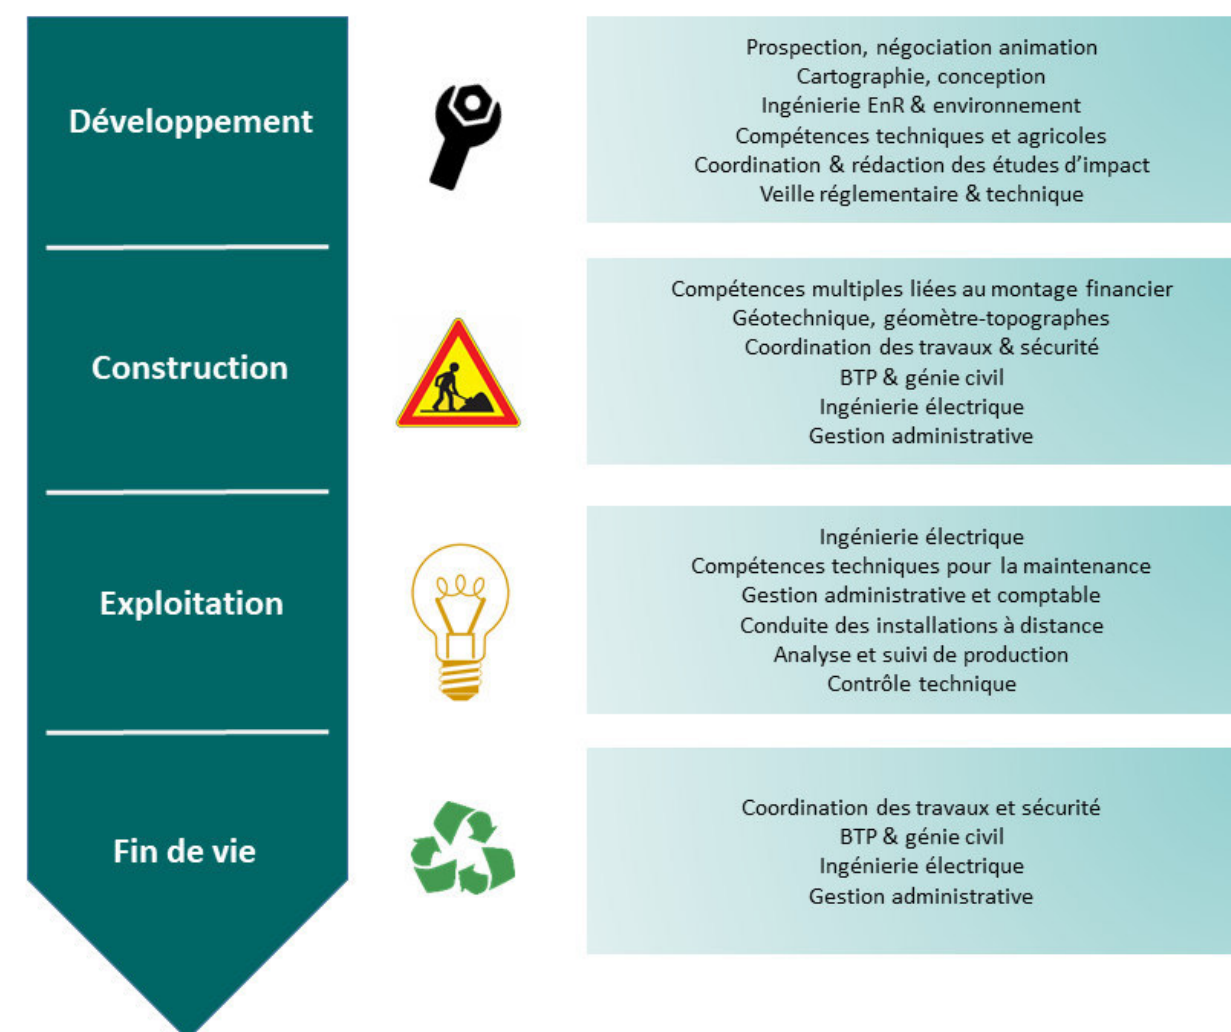 Développement
Prospection, négociation animation
Cartographie, conception
Ingénierie EnR & environnement
Compétences techniques et agricoles
Coordination & rédaction des études d'impact
Veille réglementaire & technique
Construction
Compétences multiples liées au montage financier
Géotechnique, géomètre-topographes
Coordination des travaux & sécurité
BTP & génie civil
Ingénierie électrique
Gestion administrative
Exploitation
Ingénierie électrique
Compétences techniques pour la maintenance
Gestion administrative et comptable
Conduite des installations à distance
Analyse et suivi de production
Contrôle technique
Fin de vie
Coordination des travaux et sécurité
BTP & génie civil
Ingénierie électrique
Gestion administrative